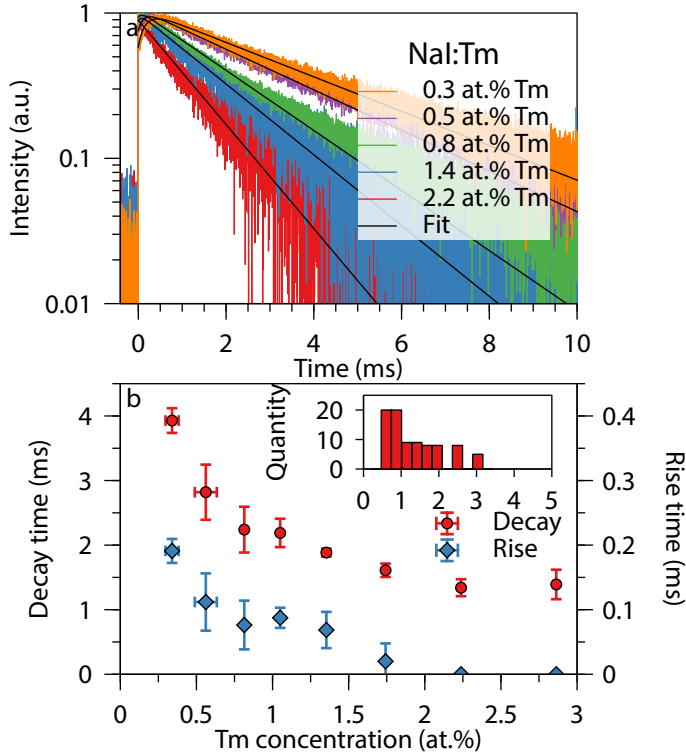 a
NaI:Tm
0.3 at.% Tm
0.5 at.% Tm
0.8 at.% Tm
1.4 at.% Tm
2.2 at.% Tm
Fit
Intensity (a.u.)
1
0.1
0.01
0 2 4 6 8 10
Time (ms)
b
Decay time (ms)
4
3
2
1
0
Rise time (ms)
0.4
0.3
0.2
0.1
0
Quantity
20
10
0
0 1 2 3 4 5
Decay
Rise
0 0.5 1 1.5 2 2.5 3
Tm concentration (at.%)